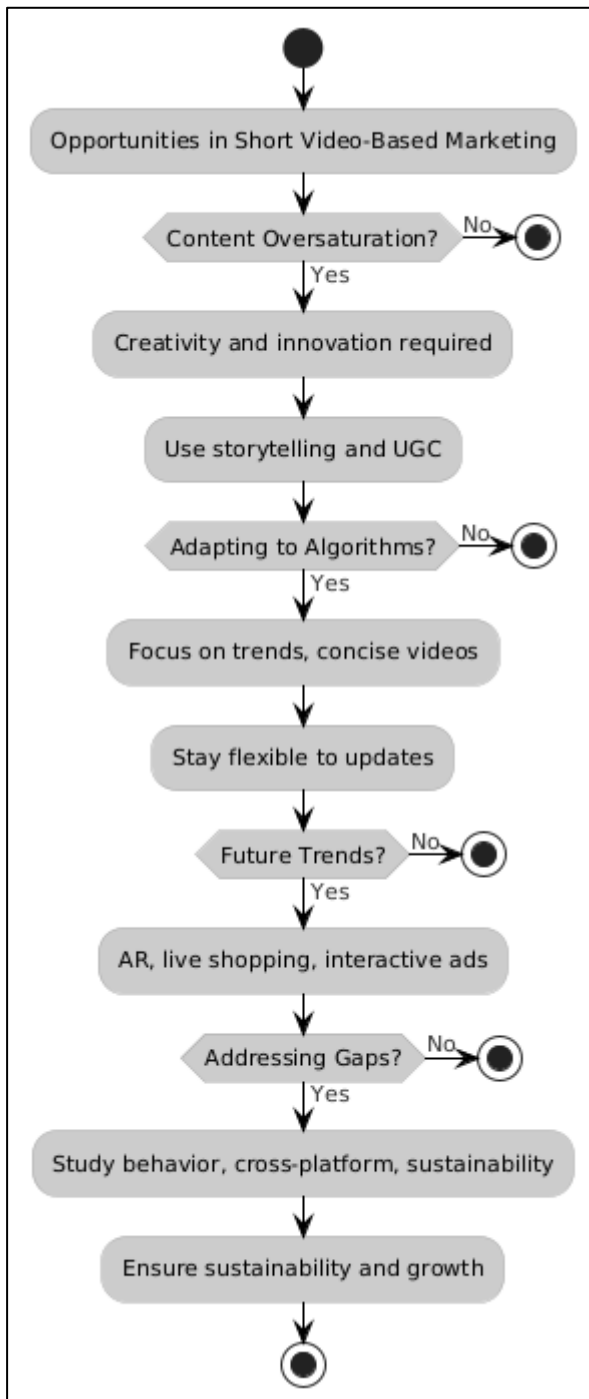 Opportunities in Short Video-Based Marketing
Content Oversaturation?
No
Yes
Creativity and innovation required
Use storytelling and UGC
Adapting to Algorithms?
No
Yes
Focus on trends, concise videos
Stay flexible to updates
Future Trends?
No
Yes
AR, live shopping, interactive ads
Addressing Gaps?
No
Yes
Study behavior, cross-platform, sustainability
Ensure sustainability and growth